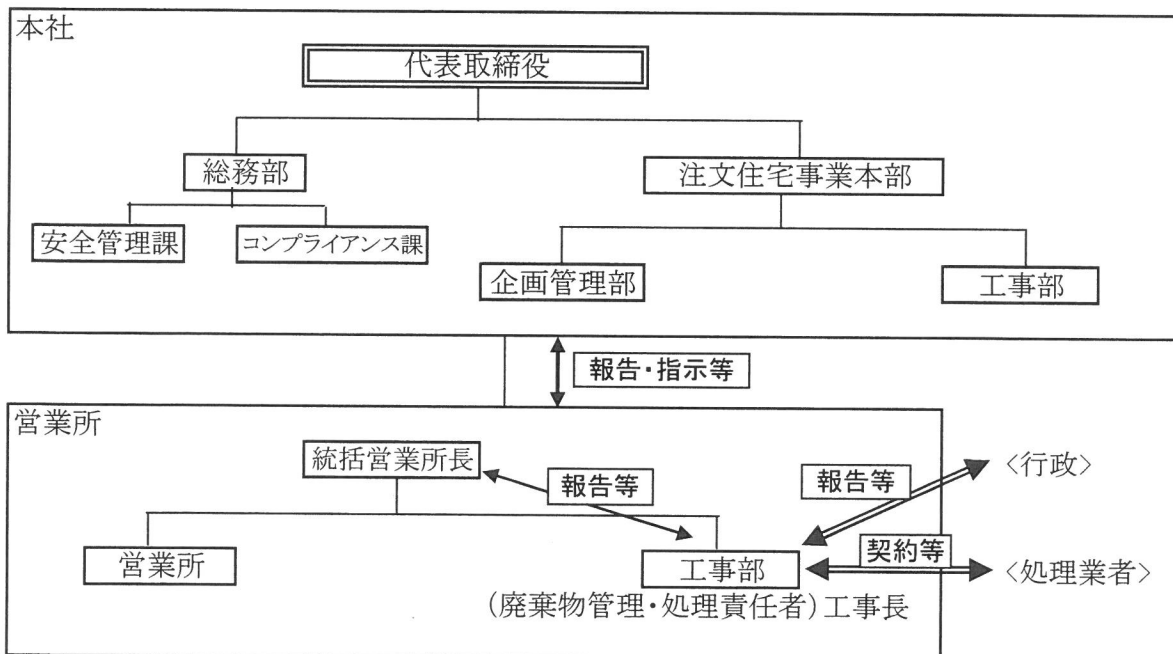 本社
代表取締役
総務部
注文住宅事業本部
安全管理課
コンプライアンス課
企画管理部
工事部
報告・指示等
営業所
統括営業所長
報告等
報告等
<行政>
営業所
工事部
契約等
<処理業者>
(廃棄物管理・処理責任者)工事長